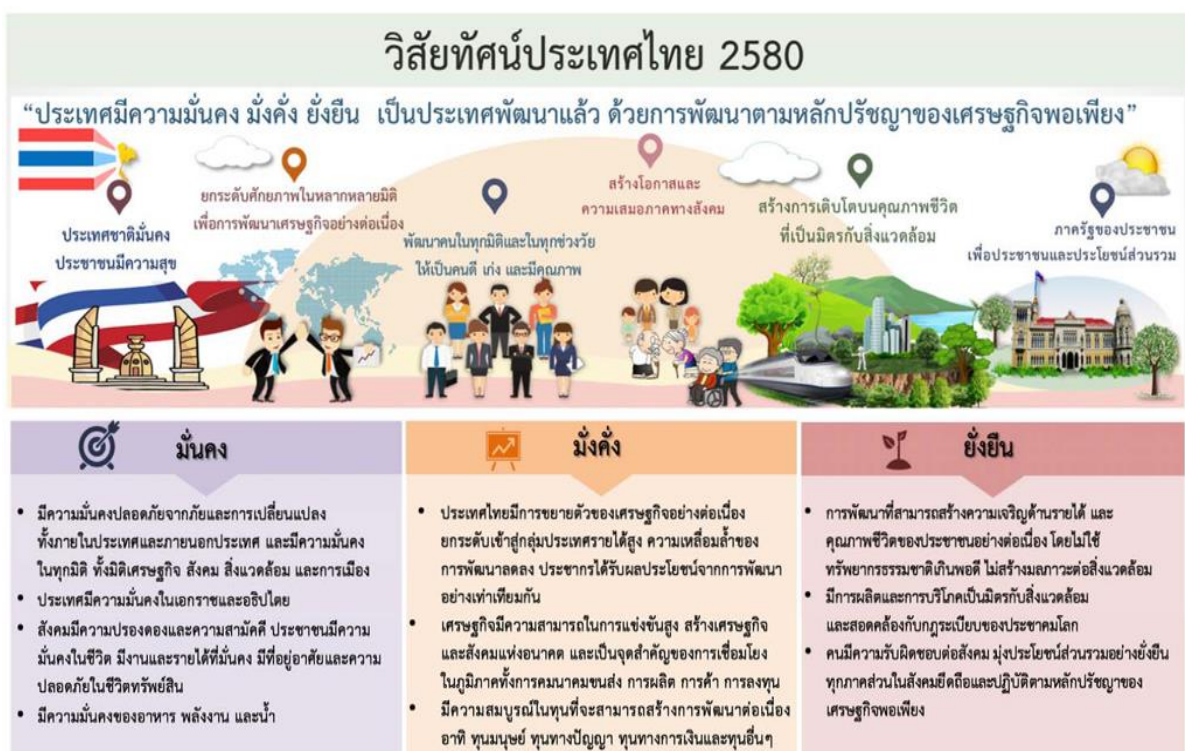 วิสัยทัศน์ประเทศไทย 2580
“ประเทศมีความมั่นคง มั่งคั่ง ยั่งยืน เป็นประเทศพัฒนาแล้ว ด้วยการพัฒนาตามหลักปรัชญาของเศรษฐกิจพอเพียง”
ประเทศชาติมั่นคง
ประชาชนมีความสุข
ยกระดับศักยภาพในหลากหลายมิติ
เพื่อการพัฒนาเศรษฐกิจอย่างต่อเนื่อง
พัฒนาคนในทุกมิติและในทุกช่วงวัย
ให้เป็นคนดี เก่ง และมีคุณภาพ
สร้างโอกาสและ
ความเสมอภาคทางสังคม
สร้างการเติบโตบนคุณภาพชีวิต
ที่เป็นมิตรกับสิ่งแวดล้อม
ภาครัฐของประชาชน
เพื่อประชาชนและประโยชน์ส่วนรวม
มั่นคง
• มีความมั่นคงปลอดภัยจากภัยและการเปลี่ยนแปลง
ทั้งภายในประเทศและภายนอกประเทศ และมีความมั่นคง
ในทุกมิติ ทั้งมิติเศรษฐกิจ สังคม สิ่งแวดล้อม และการเมือง
• ประเทศมีความมั่นคงในเอกราชและอธิปไตย
• สังคมมีความปรองดองและความสามัคคี ประชาชนมีความ
มั่นคงในชีวิต มีงานและรายได้ที่มั่นคง มีที่อยู่อาศัยและความ
ปลอดภัยในชีวิตทรัพย์สิน
• มีความมั่นคงของอาหาร พลังงาน และน้ำ
มั่งคั่ง
• ประเทศไทยมีการขยายตัวของเศรษฐกิจอย่างต่อเนื่อง
ยกระดับเข้าสู่กลุ่มประเทศรายได้สูง ความเหลื่อมล้ำของ
การพัฒนาลดลง ประชากรได้รับผลประโยชน์จากการพัฒนา
อย่างเท่าเทียมกัน
• เศรษฐกิจมีความสามารถในการแข่งขันสูง สร้างเศรษฐกิจ
และสังคมแห่งอนาคต และเป็นจุดสำคัญของการเชื่อมโยง
ในภูมิภาคทั้งการคมนาคมขนส่ง การผลิต การค้า การลงทุน
• มีความสมบูรณ์ในทุนที่จะสามารถสร้างการพัฒนาต่อเนื่อง
อาทิ ทุนมนุษย์ ทุนทางปัญญา ทุนทางการเงินและทุนอื่นๆ
ยั่งยืน
• การพัฒนาที่สามารถสร้างความเจริญด้านรายได้ และ
คุณภาพชีวิตของประชาชนอย่างต่อเนื่อง โดยไม่ใช้
ทรัพยากรธรรมชาติเกินพอดี ไม่สร้างมลภาวะต่อสิ่งแวดล้อม
• มีการผลิตและการบริโภคเป็นมิตรกับสิ่งแวดล้อม
และสอดคล้องกับกฎระเบียบของประชาคมโลก
• คนมีความรับผิดชอบต่อสังคม มุ่งประโยชน์ส่วนรวมอย่างยั่งยืน
ทุกภาคส่วนในสังคมยึดถือและปฏิบัติตามหลักปรัชญาของ
เศรษฐกิจพอเพียง